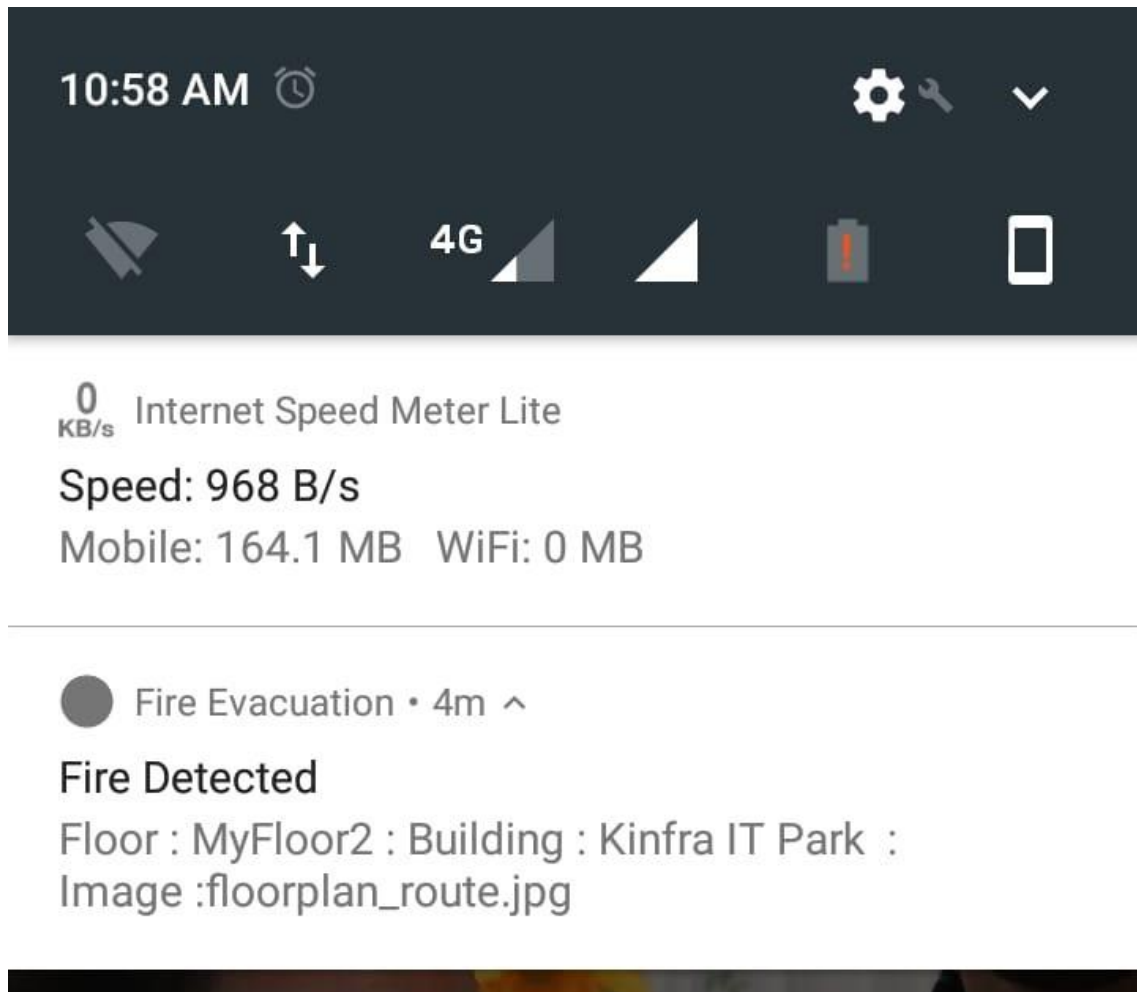 10:58 AM
4G
0
KB/s Internet Speed Meter Lite
Speed: 968 B/s
Mobile: 164.1 MB WiFi: 0 MB
Fire Evacuation • 4m
Fire Detected
Floor : MyFloor2 : Building : Kinfra IT Park :
Image :floorplan_route.jpg